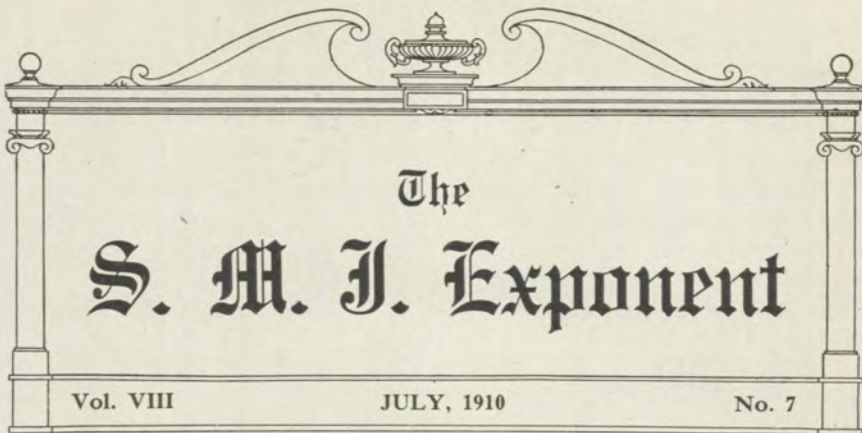 The
S. M. I. Exponent
Vol. VIII JULY, 1910 No. 7